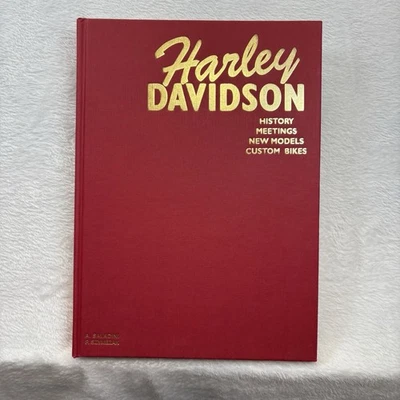 Harley
DAVIDSON
HISTORY
MEETINGS
NEW MODELS
CUSTOM BIKES